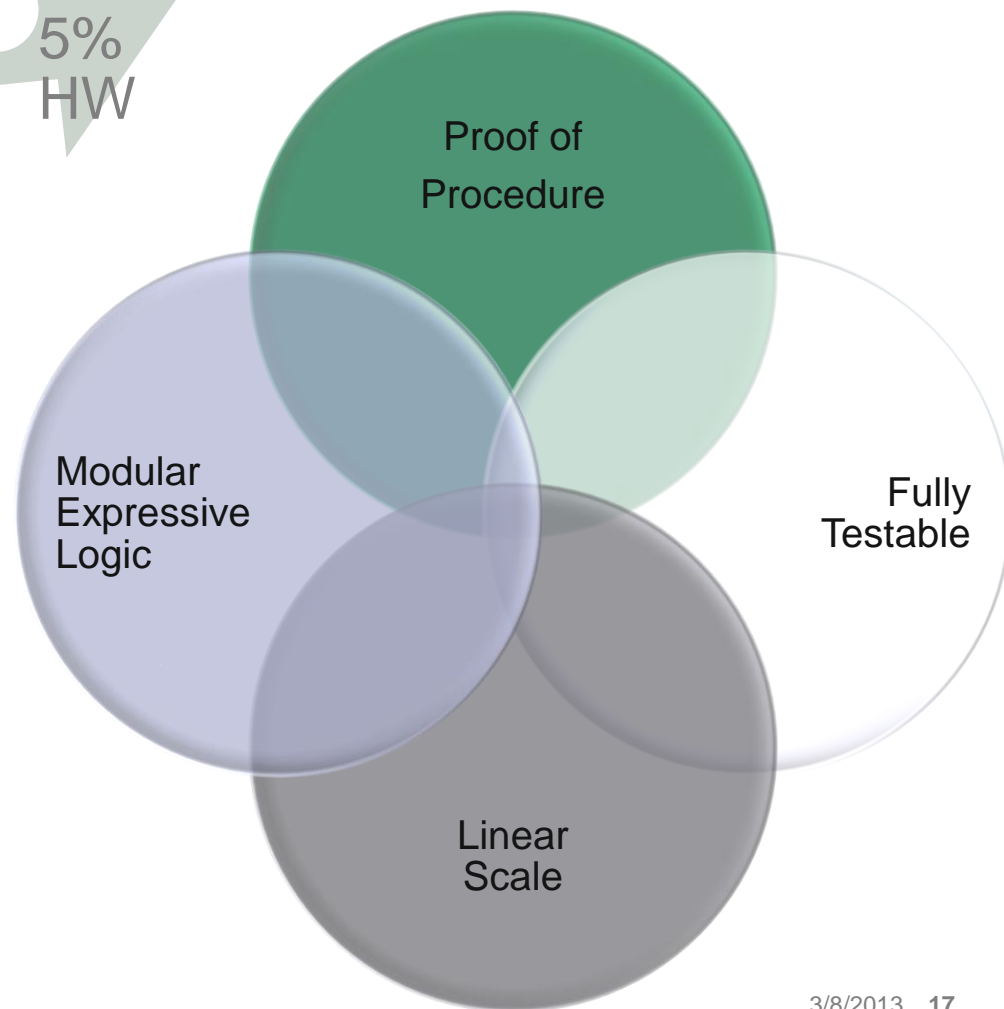 5%
HW
Proof of
Procedure
Modular
Expressive
Logic
Fully
Testable
Linear
Scale
3/8/2013 17